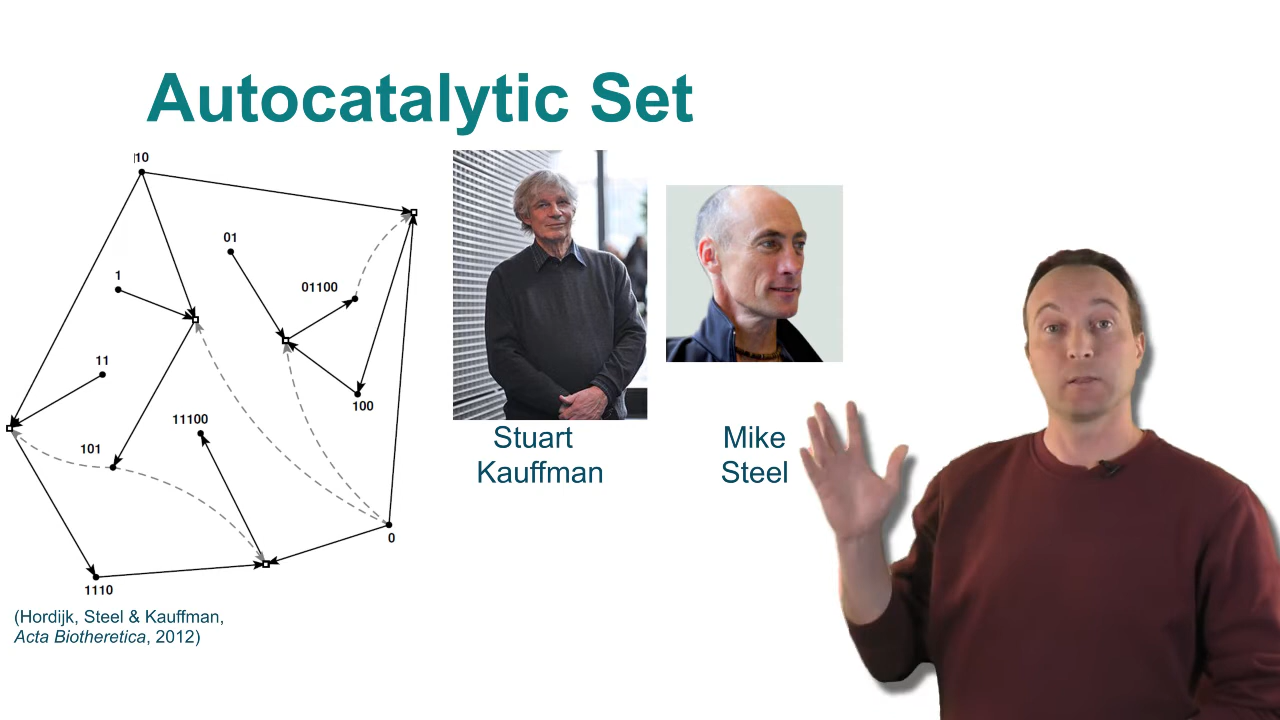 Autocatalytic Set
10
01
1
01100
11
100
11100
101
0
1110
Stuart
Kauffman
Mike
Steel
(Hordijk, Steel & Kauffman,
Acta Biotheretica, 2012)